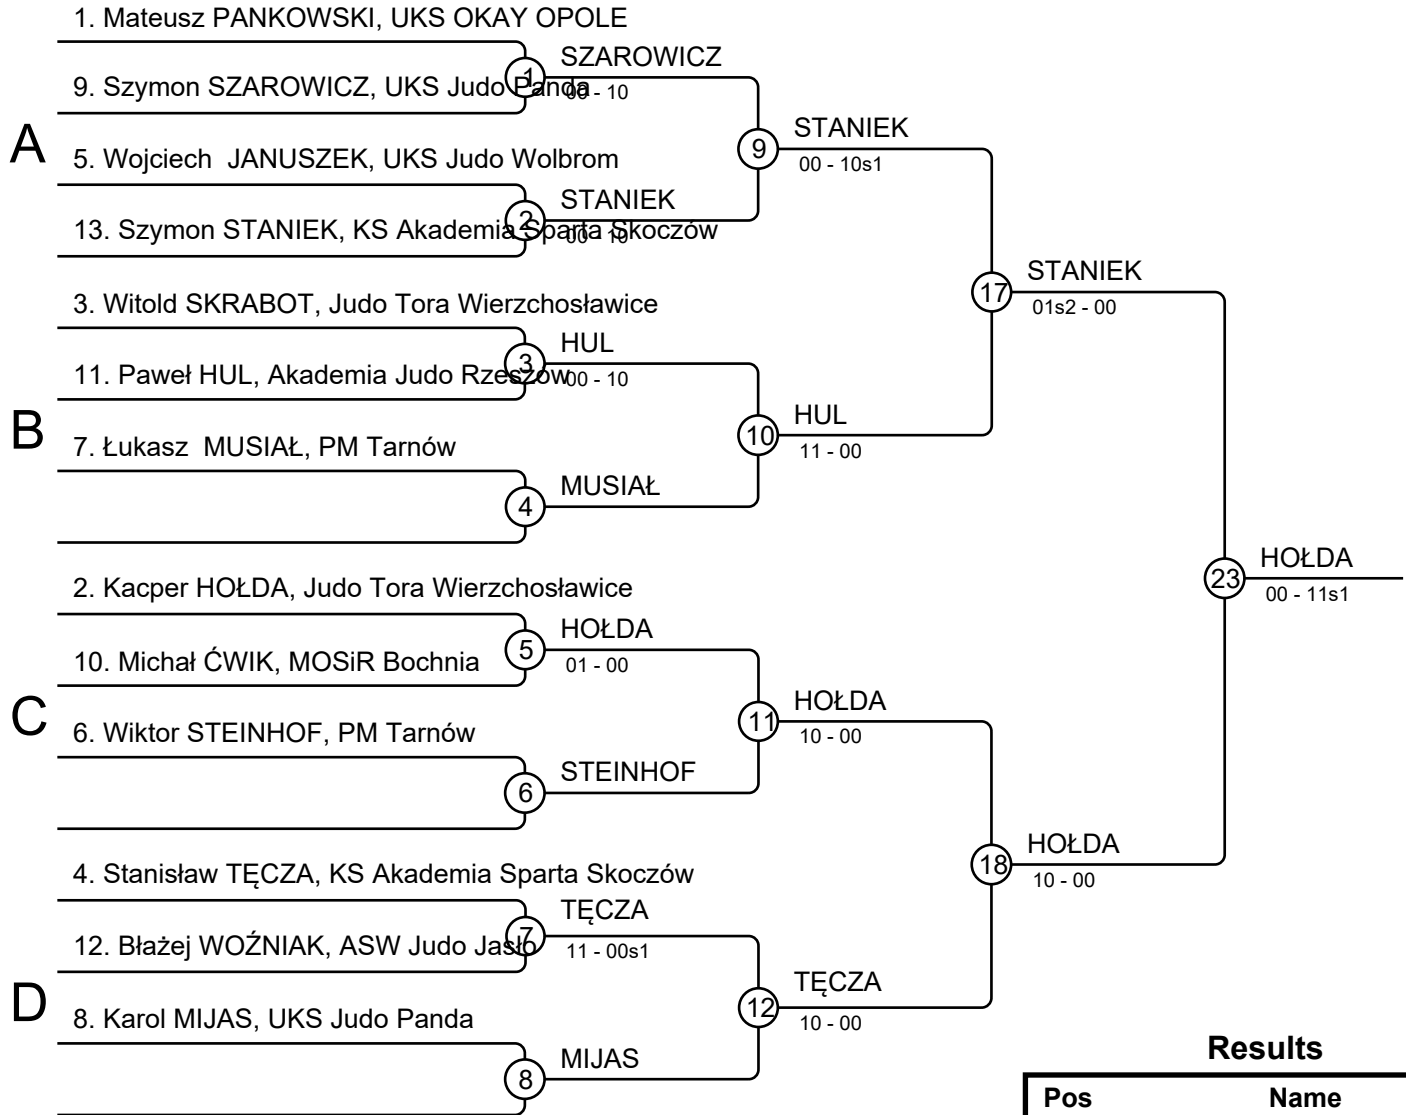 1. Mateusz PANKOWSKI, UKS OKAY OPOLE
SZAROWICZ
1
9. Szymon SZAROWICZ, UKS Judo Panda
00 - 10
A
STANIEK
9
00 - 10s1
5. Wojciech  JANUSZEK, UKS Judo Wolbrom
STANIEK
2
13. Szymon STANIEK, KS Akademia Sparta Skoczów
00 - 10
STANIEK
17
01s2 - 00
3. Witold SKRABOT, Judo Tora Wierzchosławice
HUL
3
11. Paweł HUL, Akademia Judo Rzeszów
00 - 10
B
HUL
10
11 - 00
7. Łukasz  MUSIAŁ, PM Tarnów
MUSIAŁ
4
HOŁDA
23
00 - 11s1
2. Kacper HOŁDA, Judo Tora Wierzchosławice
HOŁDA
5
10. Michał ĆWIK, MOSiR Bochnia
01 - 00
C
HOŁDA
11
10 - 00
6. Wiktor STEINHOF, PM Tarnów
STEINHOF
6
HOŁDA
18
10 - 00
4. Stanisław TĘCZA, KS Akademia Sparta Skoczów
TĘCZA
7
12. Błażej WOŹNIAK, ASW Judo Jasło
11 - 00s1
D
TĘCZA
12
10 - 00
8. Karol MIJAS, UKS Judo Panda
MIJAS
8
Results
Pos Name